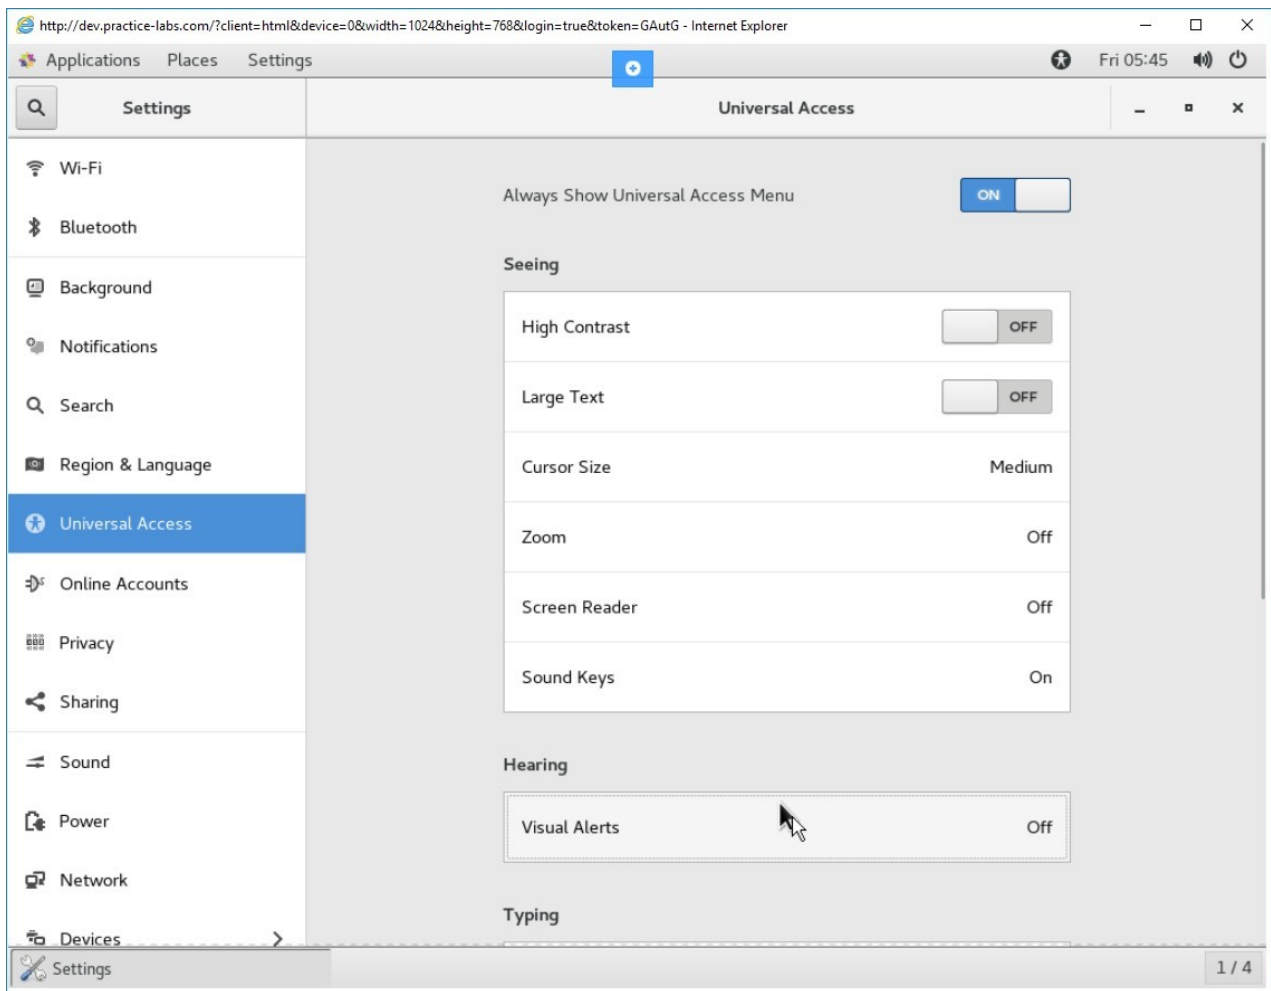 http://dev.practice-labs.com/?client=html&device=0&width=1024&height=768&login=true&token=GAutG - Internet Explorer
Applications Places Settings Fri 05:45
Settings Universal Access
Wi-Fi
Bluetooth
Background
Notifications
Search
Region & Language
Universal Access
Online Accounts
Privacy
Sharing
Sound
Power
Network
Devices
Always Show Universal Access Menu ON
Seeing
High Contrast OFF
Large Text OFF
Cursor Size Medium
Zoom Off
Screen Reader Off
Sound Keys On
Hearing
Visual Alerts Off
Typing
Settings 1 / 4